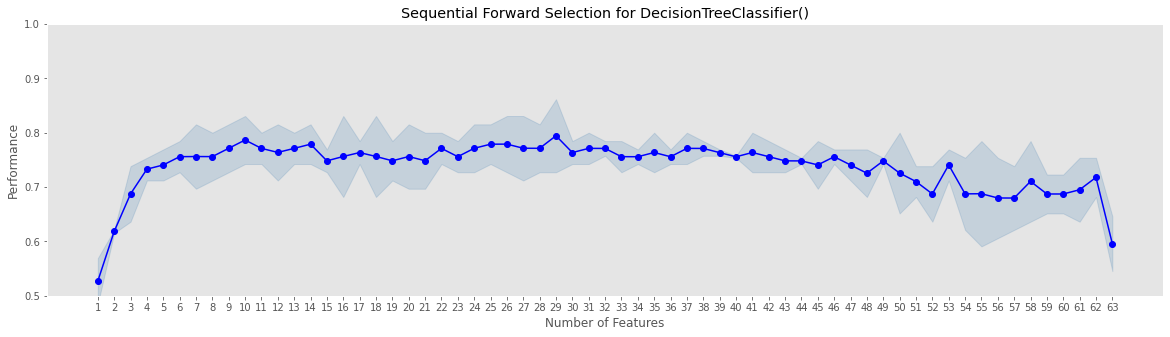 Sequential Forward Selection for DecisionTreeClassifier()
1.0
0.9
0.8
0.7
0.6
0.5
Performance
1 2 3 4 5 6 7 8 9 10 11 12 13 14 15 16 17 18 19 20 21 22 23 24 25 26 27 28 29 30 31 32 33 34 35 36 37 38 39 40 41 42 43 44 45 46 47 48 49 50 51 52 53 54 55 56 57 58 59 60 61 62 63
Number of Features